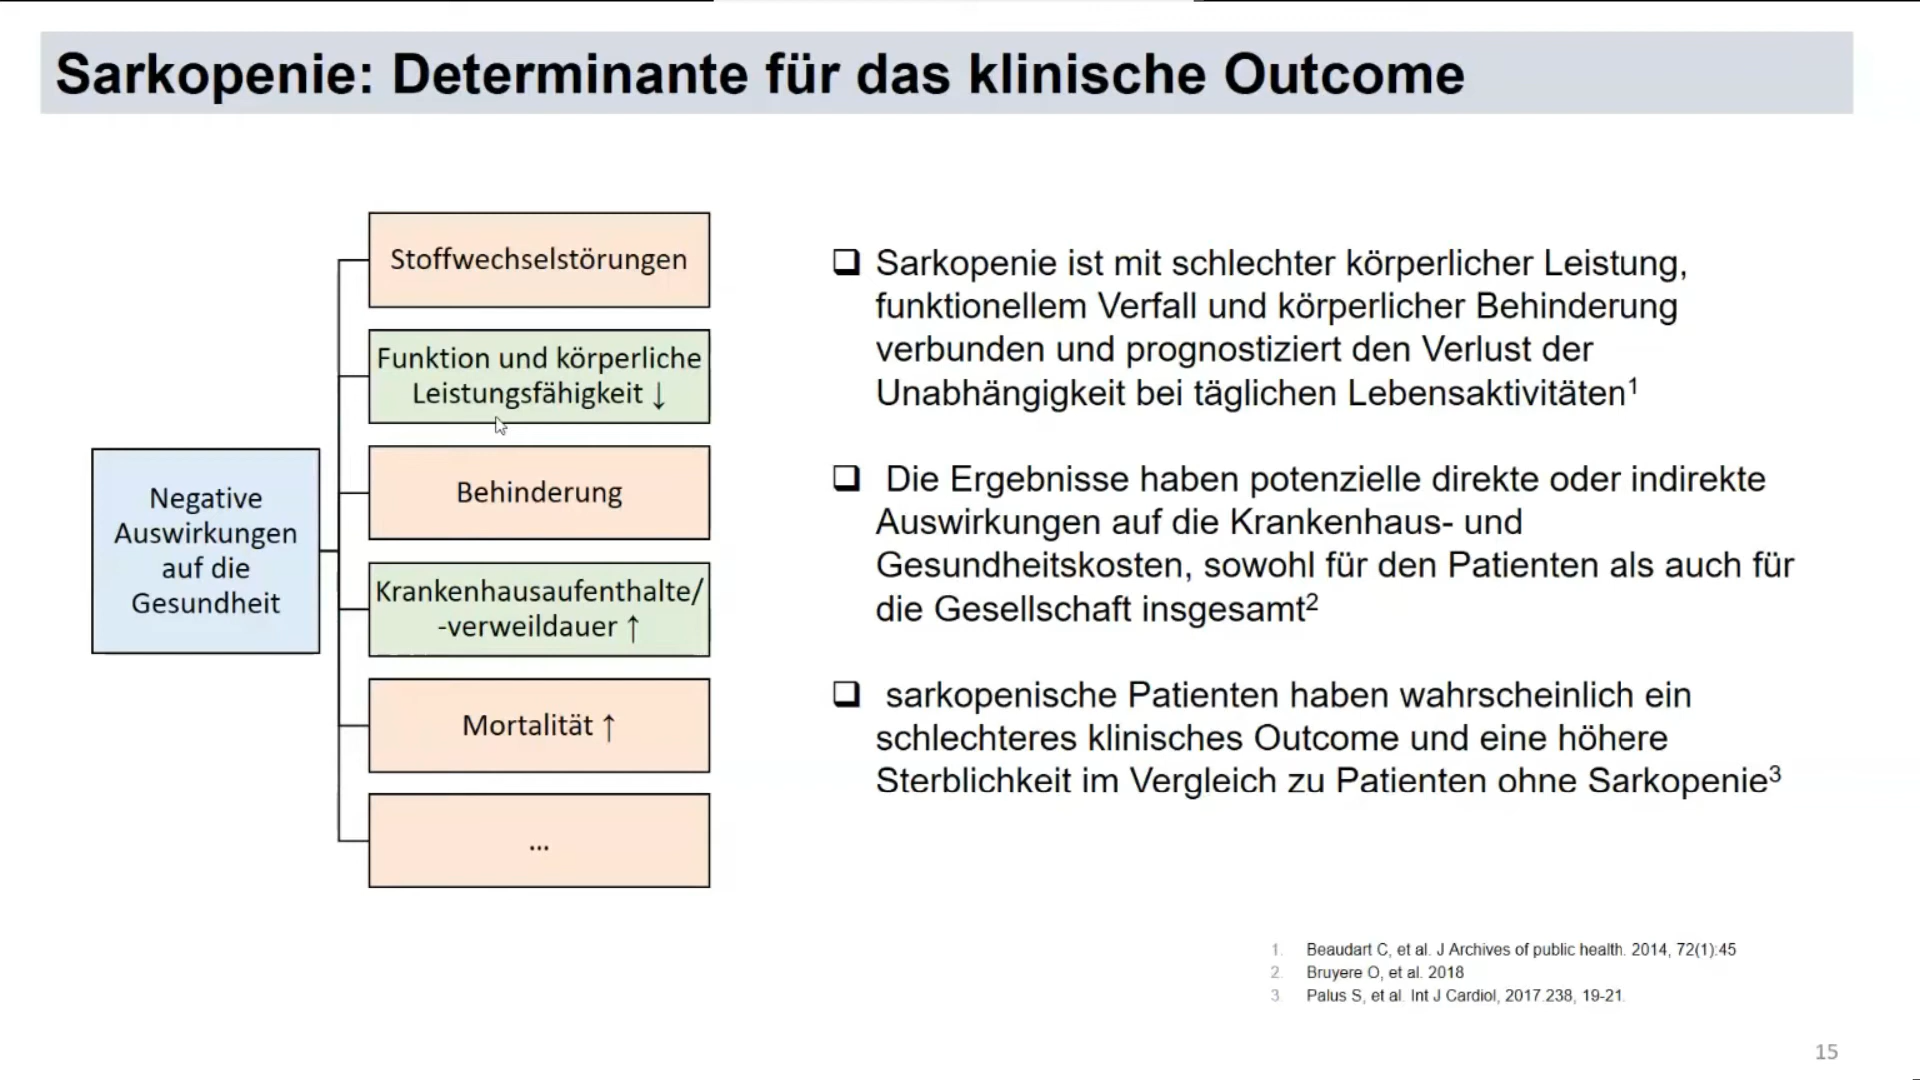 Sarkopenie: Determinante für das klinische Outcome
Negative
Auswirkungen
auf die
Gesundheit
Stoffwechselstörungen
Funktion und körperliche
Leistungsfähigkeit ↓
Behinderung
Krankenhausaufenthalte/
-verweildauer ↑
Mortalität ↑
...
❑ Sarkopenie ist mit schlechter körperlicher Leistung,
funktionellem Verfall und körperlicher Behinderung
verbunden und prognostiziert den Verlust der
Unabhängigkeit bei täglichen Lebensaktivitäten¹
❑ Die Ergebnisse haben potenzielle direkte oder indirekte
Auswirkungen auf die Krankenhaus- und
Gesundheitskosten, sowohl für den Patienten als auch für
die Gesellschaft insgesamt²
❑ sarkopenische Patienten haben wahrscheinlich ein
schlechteres klinisches Outcome und eine höhere
Sterblichkeit im Vergleich zu Patienten ohne Sarkopenie³
1. Beaudart C, et al. J Archives of public health. 2014, 72(1):45
2. Bruyere O, et al. 2018
3. Palus S, et al. Int J Cardiol, 2017.238, 19-21.
15